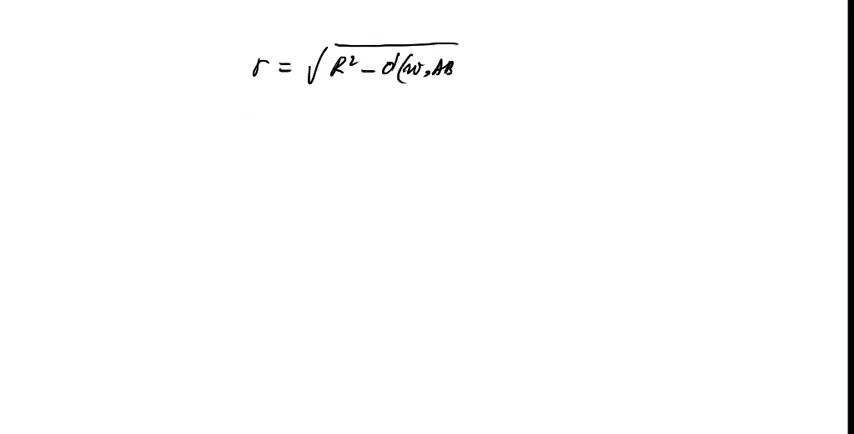 r = √R² - d(w, AB